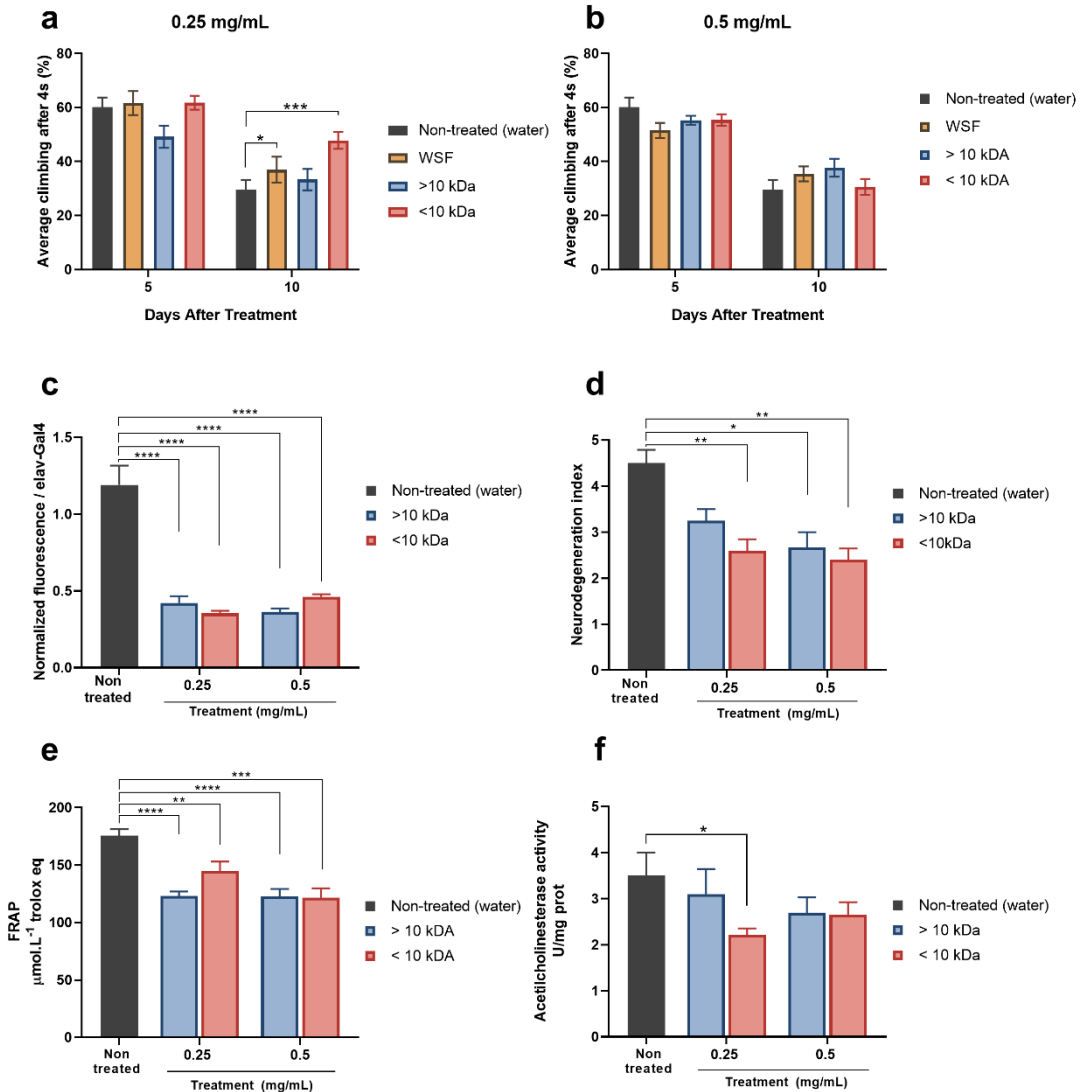 a
0.25 mg/mL
Average climbing after 4s (%)
80
60
40
20
0
***
*
5
10
Days After Treatment
Non-treated (water)
WSF
>10 kDa
<10 kDa
b
0.5 mg/mL
Average climbing after 4s (%)
80
60
40
20
0
5
10
Days After Treatment
Non-treated (water)
WSF
> 10 kDA
< 10 kDA
c
Normalized fluorescence / elav-Gal4
1.5
1.0
0.5
0.0
****
****
****
****
Non
treated
0.25
0.5
Treatment (mg/mL)
Non-treated (water)
>10 kDa
<10 kDa
d
Neurodegeneration index
5
4
3
2
1
0
**
*
**
Non
treated
0.25
0.5
Treatment (mg/mL)
Non-treated (water)
>10 kDa
<10kDa
e
FRAP
µmol.L⁻¹ trolox eq
200
150
100
50
0
***
****
**
****
Non
treated
0.25
0.5
Treatment (mg/mL)
Non-treated (water)
> 10 kDA
< 10 kDA
f
Acetilcholinesterase activity
U/mg prot
5
4
3
2
1
0
*
Non
treated
0.25
0.5
Treatment (mg/mL)
Non-treated (water)
> 10 kDa
< 10 kDa